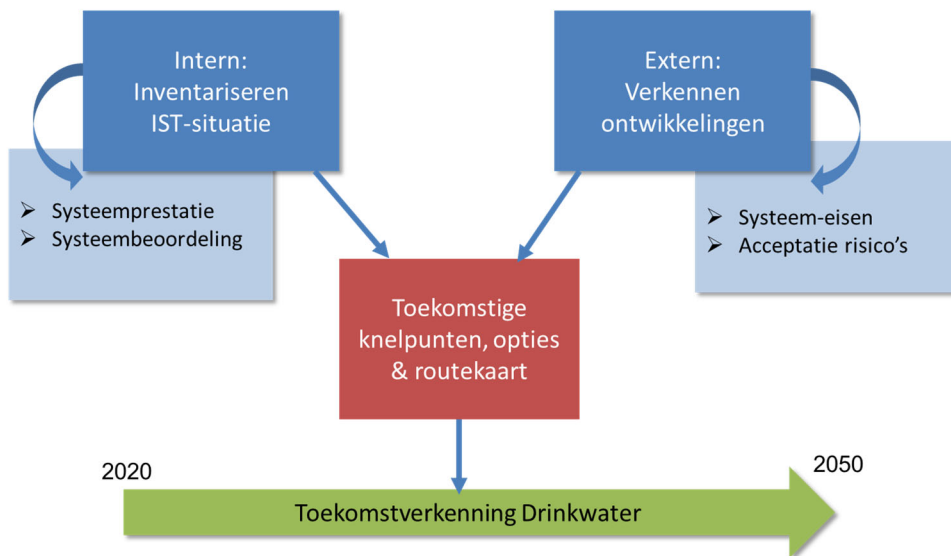 Intern:
Inventariseren
IST-situatie
Extern:
Verkennen
ontwikkelingen
➢ Systeemprestatie
➢ Systeembeoordeling
➢ Systeem-eisen
➢ Acceptatie risico's
Toekomstige
knelpunten, opties
& routekaart
2020
2050
Toekomstverkenning Drinkwater